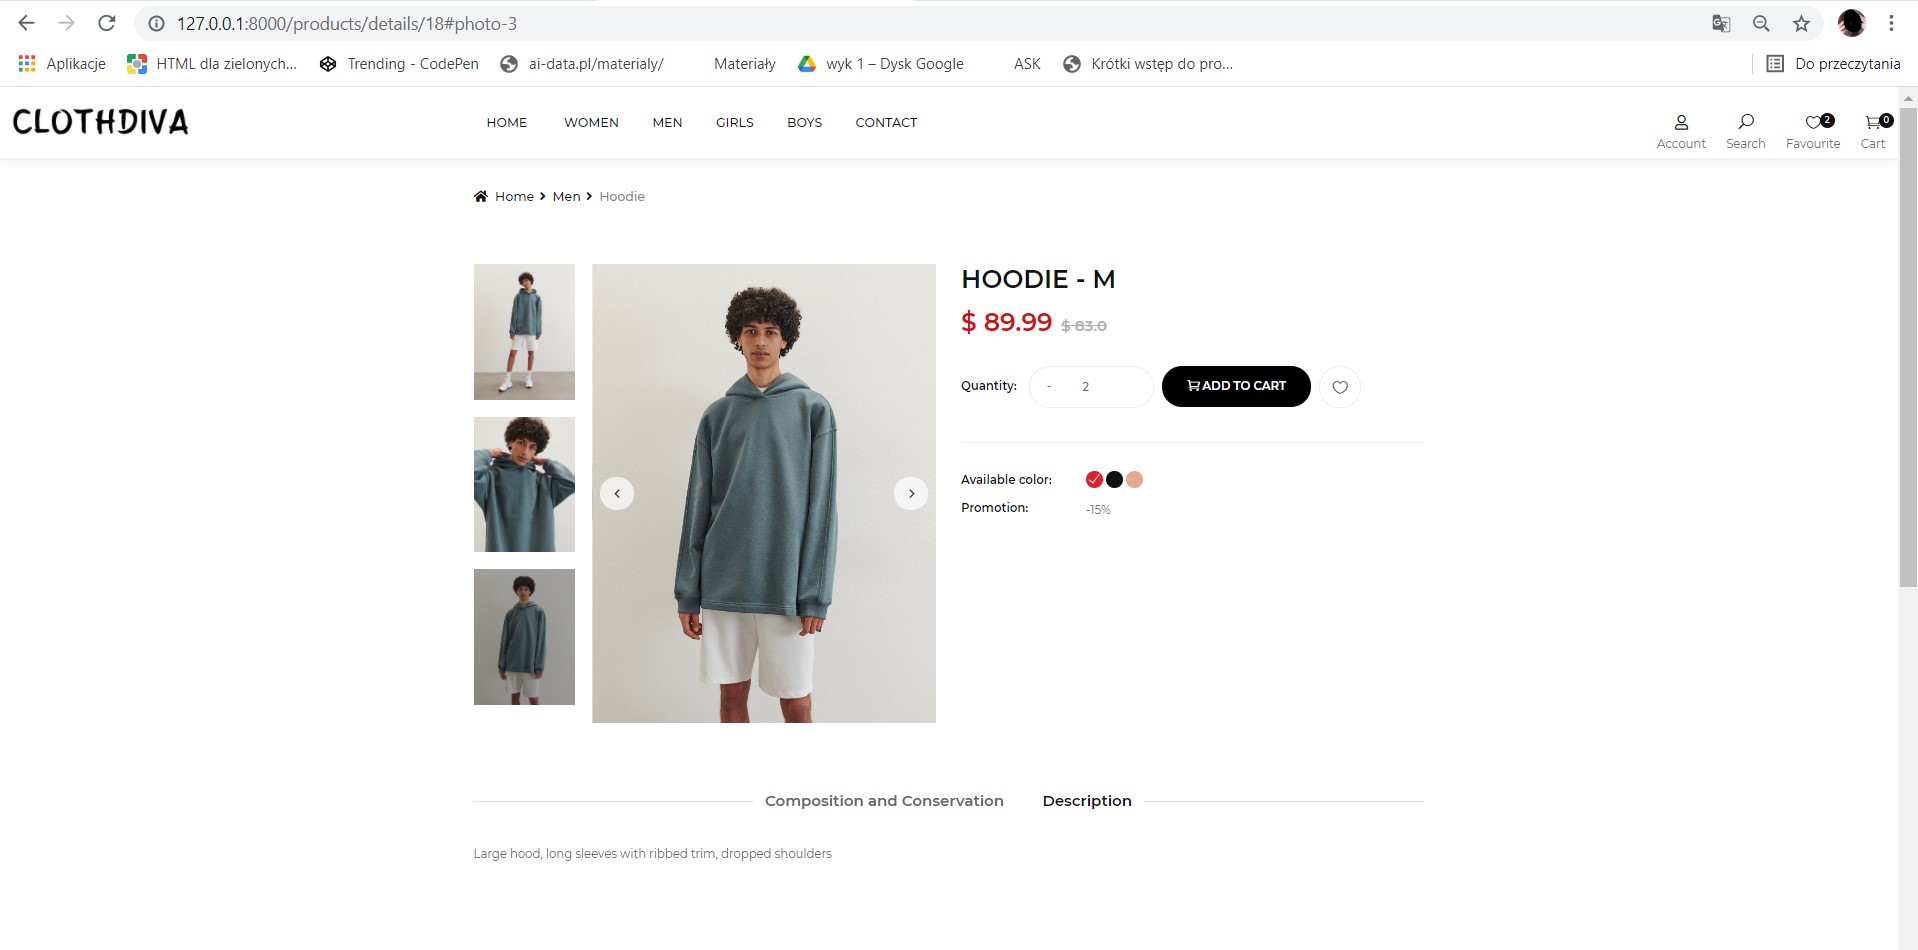 127.0.0.1:8000/products/details/18#photo-3
Aplikacje HTML dla zielonych... Trending - CodePen ai-data.pl/materialy/ Materiały wyk 1 – Dysk Google ASK Krótki wstęp do pro... Do przeczytania
CLOTHDIVA HOME WOMEN MEN GIRLS BOYS CONTACT
2 0
Account Search Favourite Cart
Home Men Hoodie
HOODIE - M
$ 89.99 $ 83.0
Quantity: - 2 ADD TO CART
Available color:
Promotion: -15%
Composition and Conservation Description
Large hood, long sleeves with ribbed trim, dropped shoulders